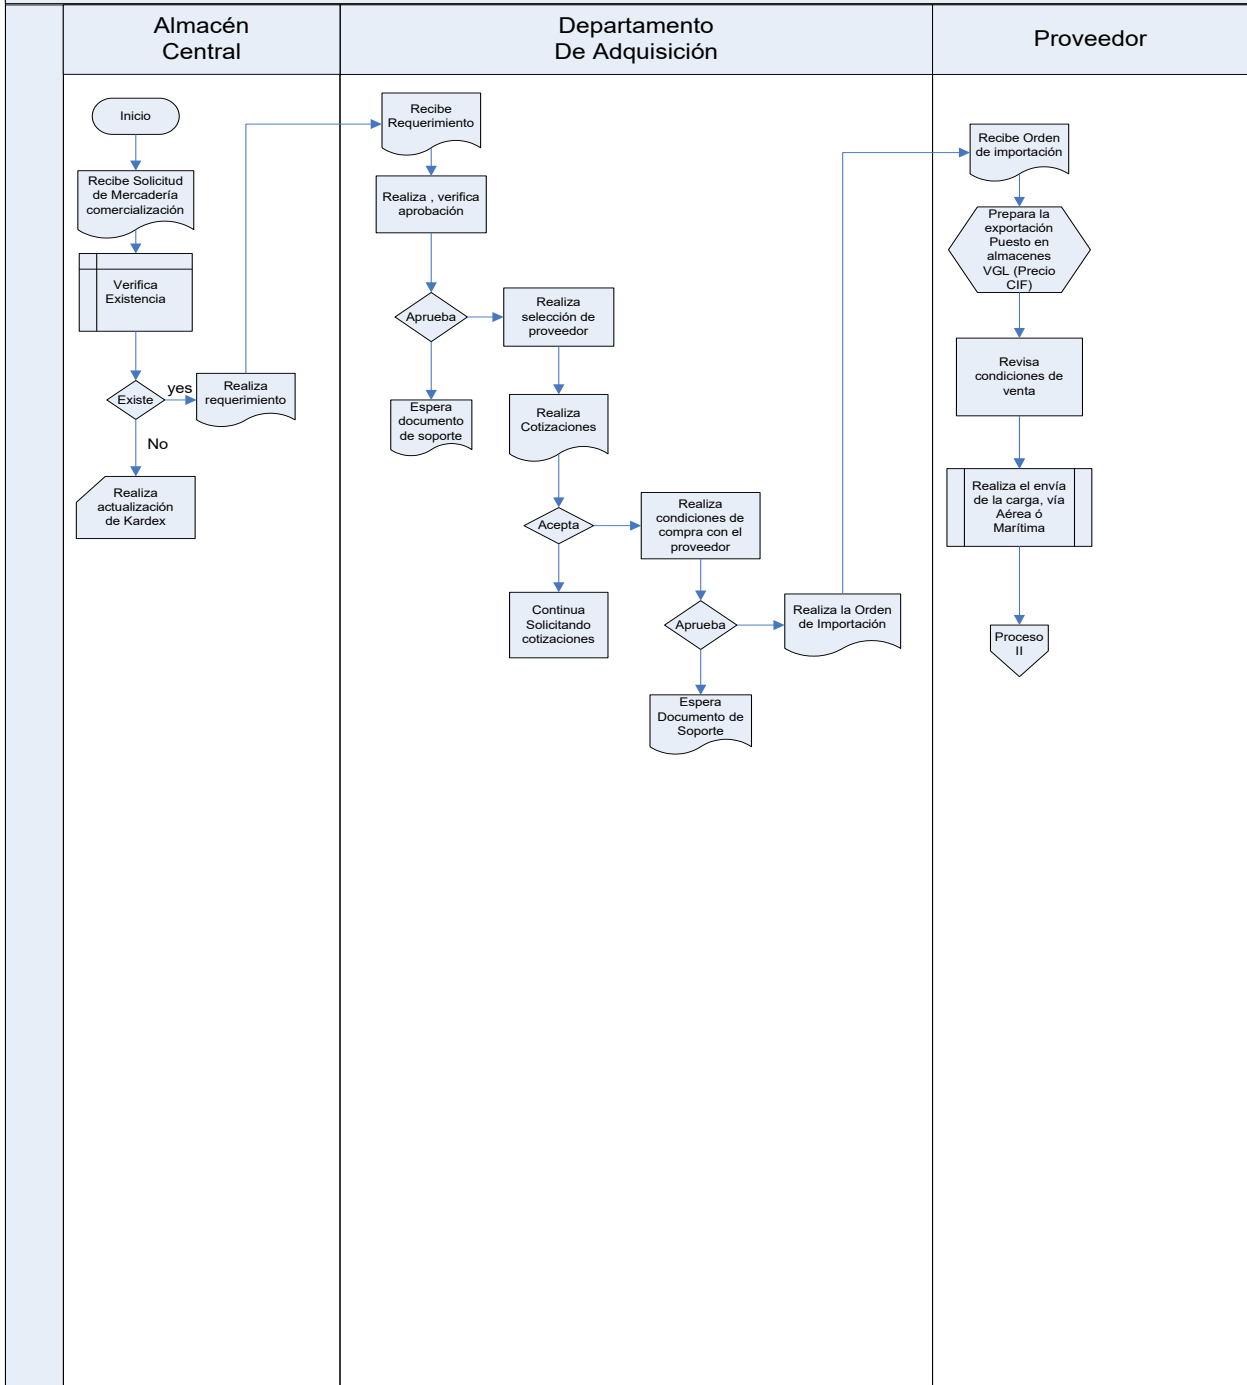 Almacén
Central
Departamento
De Adquisición
Proveedor
Inicio
Recibe Solicitud
de Mercadería
comercialización
Verifica
Existencia
Existe
yes
Realiza
requerimiento
No
Realiza
actualización
de Kardex
Recibe
Requerimiento
Realiza , verifica
aprobación
Aprueba
Realiza
selección de
proveedor
Espera
documento
de soporte
Realiza
Cotizaciones
Acepta
Realiza
condiciones de
compra con el
proveedor
Continua
Solicitando
cotizaciones
Aprueba
Realiza la Orden
de Importación
Espera
Documento de
Soporte
Recibe Orden
de importación
Prepara la
exportación
Puesto en
almacenes
VGL (Precio
CIF)
Revisa
condiciones de
venta
Realiza el envía
de la carga, vía
Aérea ó
Marítima
Proceso
II